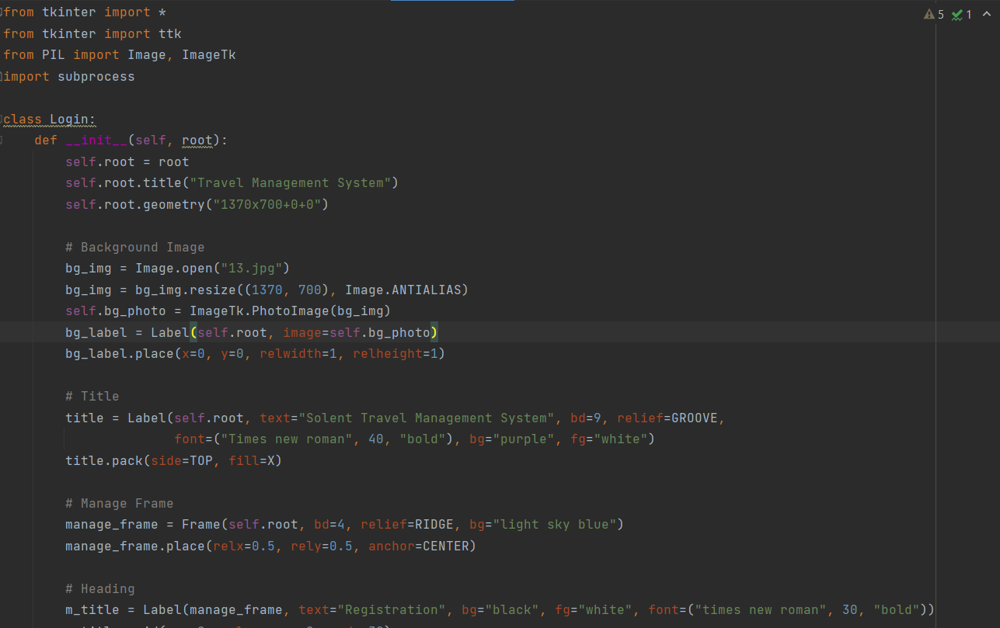 from tkinter import *
5 1
from tkinter import ttk
from PIL import Image, ImageTk
import subprocess
class Login:
def __init__(self, root):
self.root = root
self.root.title("Travel Management System")
self.root.geometry("1370x700+0+0")
# Background Image
bg_img = Image.open("13.jpg")
bg_img = bg_img.resize((1370, 700), Image.ANTIALIAS)
self.bg_photo = ImageTk.PhotoImage(bg_img)
bg_label = Label(self.root, image=self.bg_photo)
bg_label.place(x=0, y=0, relwidth=1, relheight=1)
# Title
title = Label(self.root, text="Solent Travel Management System", bd=9, relief=GROOVE,
font=("Times new roman", 40, "bold"), bg="purple", fg="white")
title.pack(side=TOP, fill=X)
# Manage Frame
manage_frame = Frame(self.root, bd=4, relief=RIDGE, bg="light sky blue")
manage_frame.place(relx=0.5, rely=0.5, anchor=CENTER)
# Heading
m_title = Label(manage_frame, text="Registration", bg="black", fg="white", font=("times new roman", 30, "bold"))